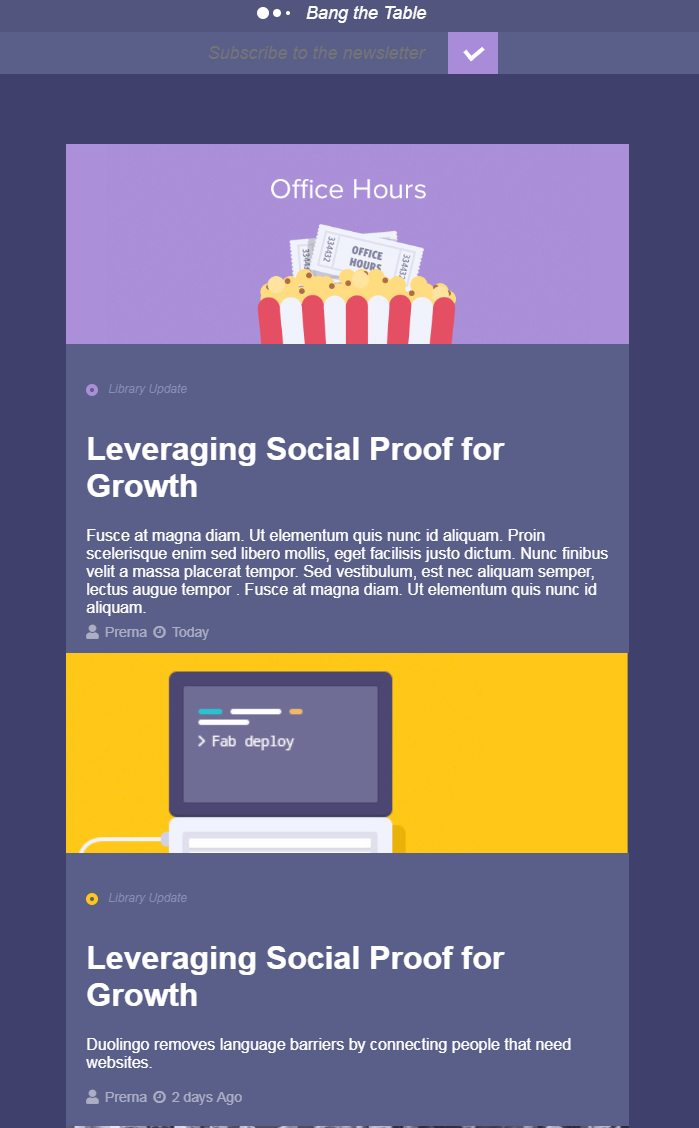 Bang the Table
Subscribe to the newsletter
Office Hours
OFFICE
HOURS
334432
334432
Library Update
Leveraging Social Proof for
Growth
Fusce at magna diam. Ut elementum quis nunc id aliquam. Proin
scelerisque enim sed libero mollis, eget facilisis justo dictum. Nunc finibus
velit a massa placerat tempor. Sed vestibulum, est nec aliquam semper,
lectus augue tempor . Fusce at magna diam. Ut elementum quis nunc id
aliquam.
Prerna Today
> Fab deploy
Library Update
Leveraging Social Proof for
Growth
Duolingo removes language barriers by connecting people that need
websites.
Prerna 2 days Ago